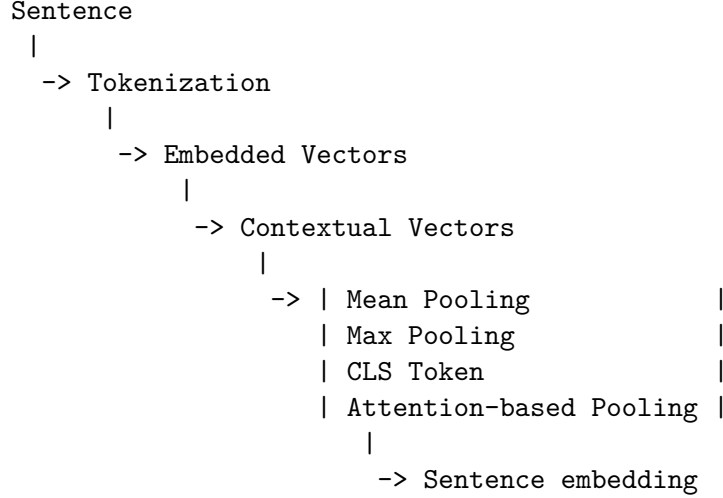 Sentence
|
-> Tokenization
|
-> Embedded Vectors
|
-> Contextual Vectors
|
-> | Mean Pooling |
| Max Pooling |
| CLS Token |
| Attention-based Pooling |
|
-> Sentence embedding